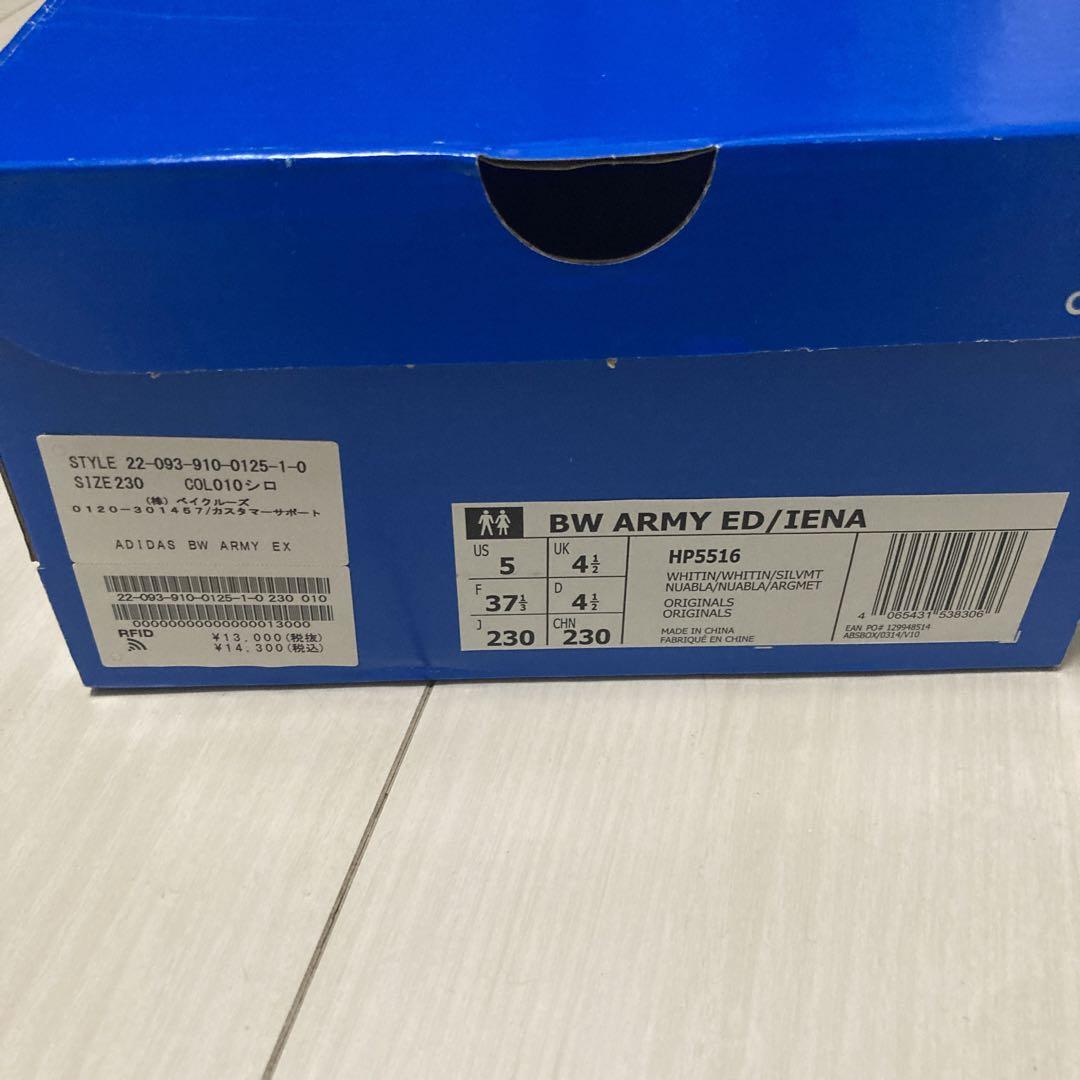 STYLE 22-093-910-0125-1-0
SIZE 230 COL010シロ
(株) ベイクルーズ
0120-301457/カスタマーサポート
ADIDAS BW ARMY EX
22-093-910-0125-1-0 230 010
0000000000000013000
RFID
¥13,000(税抜)
¥14,300(税込)
BW ARMY ED/IENA
US 5 UK 4½
F 37⅓ D 4½
J 230 CHN 230
HP5516
WHITIN/WHITIN/SILVMT
NUABLA/NUABLA/ARGMET
ORIGINALS
ORIGINALS
MADE IN CHINA
FABRIQUÉ EN CHINE
4 065431 538306
EAN PO# 129948514
ABSBOX/0314/V10